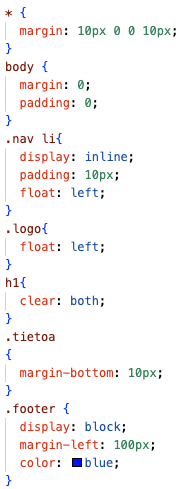 * {
  margin: 10px 0 0 10px;
}
body {
  margin: 0;
  padding: 0;
}
.nav li{
  display: inline;
  padding: 10px;
  float: left;
}
.logo{
  float: left;
}
h1{
  clear: both;
}
.tietoa
{
  margin-bottom: 10px;
}
.footer {
  display: block;
  margin-left: 100px;
  color: blue;
}